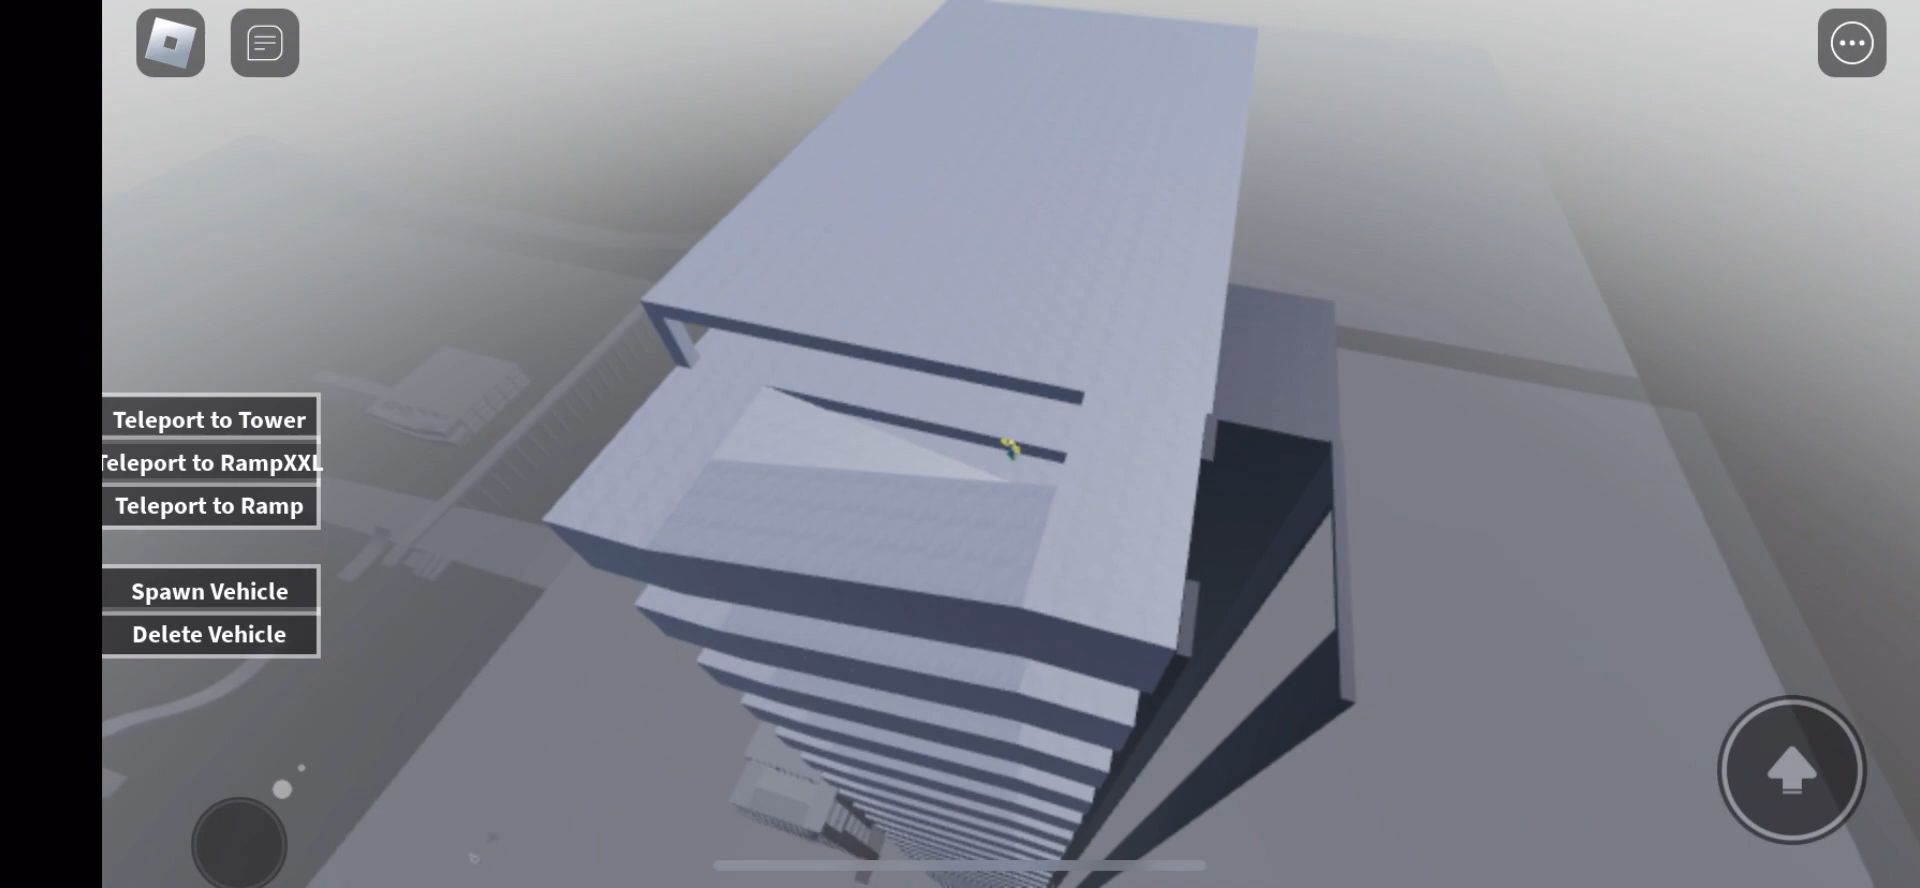 Teleport to Tower
Teleport to RampXXL
Teleport to Ramp
Spawn Vehicle
Delete Vehicle